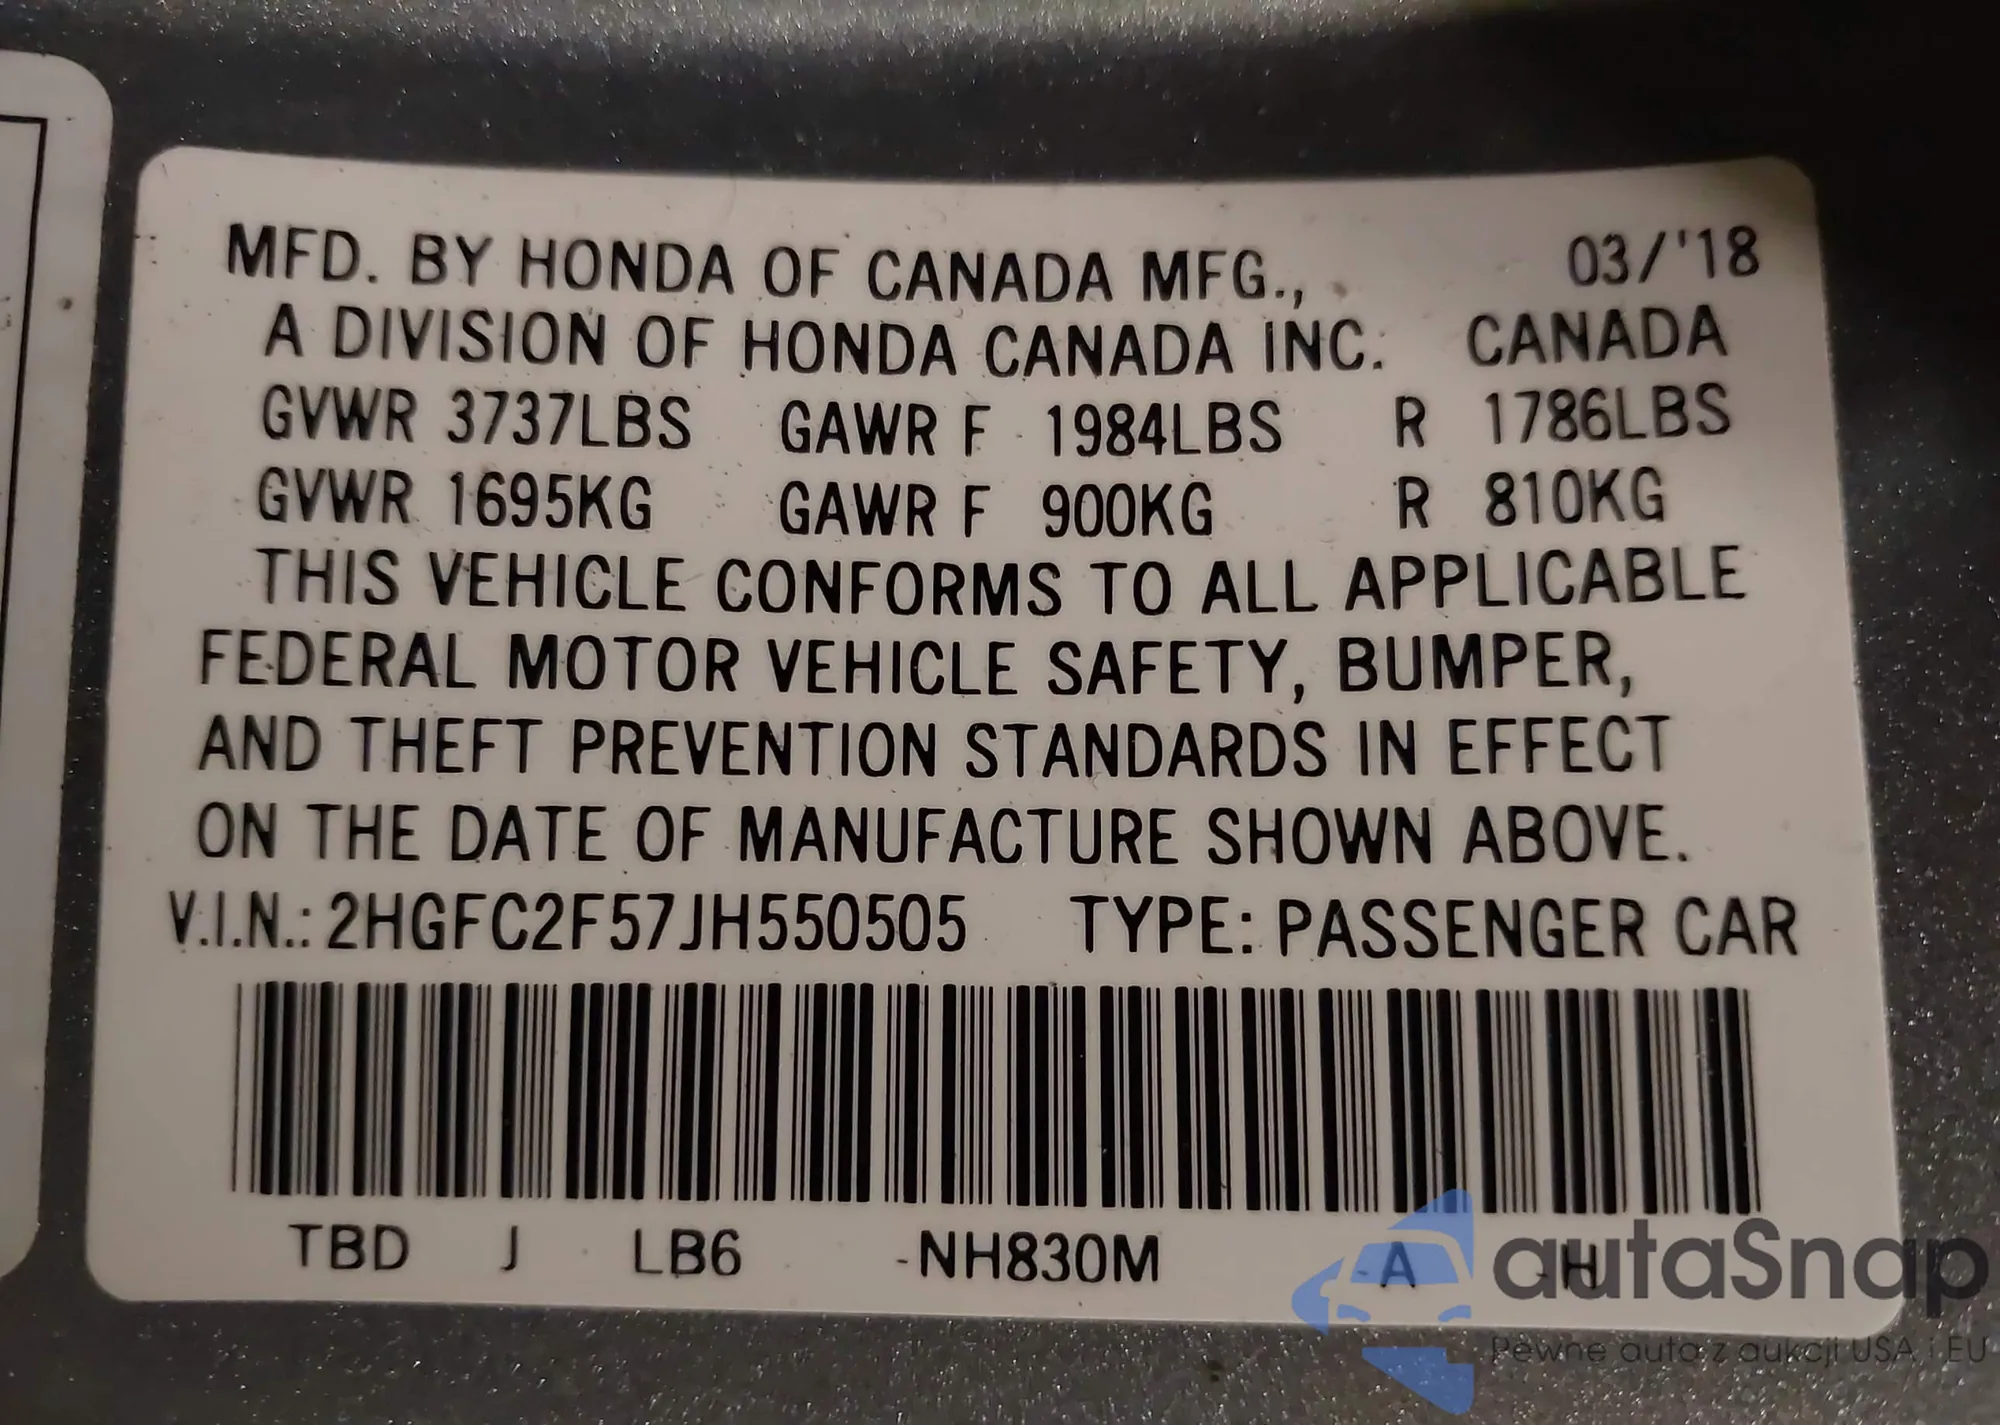 MFD. BY HONDA OF CANADA MFG., 03/'18
A DIVISION OF HONDA CANADA INC. CANADA
GVWR 3737LBS GAWR F 1984LBS R 1786LBS
GVWR 1695KG GAWR F 900KG R 810KG
THIS VEHICLE CONFORMS TO ALL APPLICABLE
FEDERAL MOTOR VEHICLE SAFETY, BUMPER,
AND THEFT PREVENTION STANDARDS IN EFFECT
ON THE DATE OF MANUFACTURE SHOWN ABOVE.
V.I.N.: 2HGFC2F57JH550505 TYPE: PASSENGER CAR
TBD J LB6 -NH830M -A -H
autaSnap
Pewne auta z aukcji USA i EU